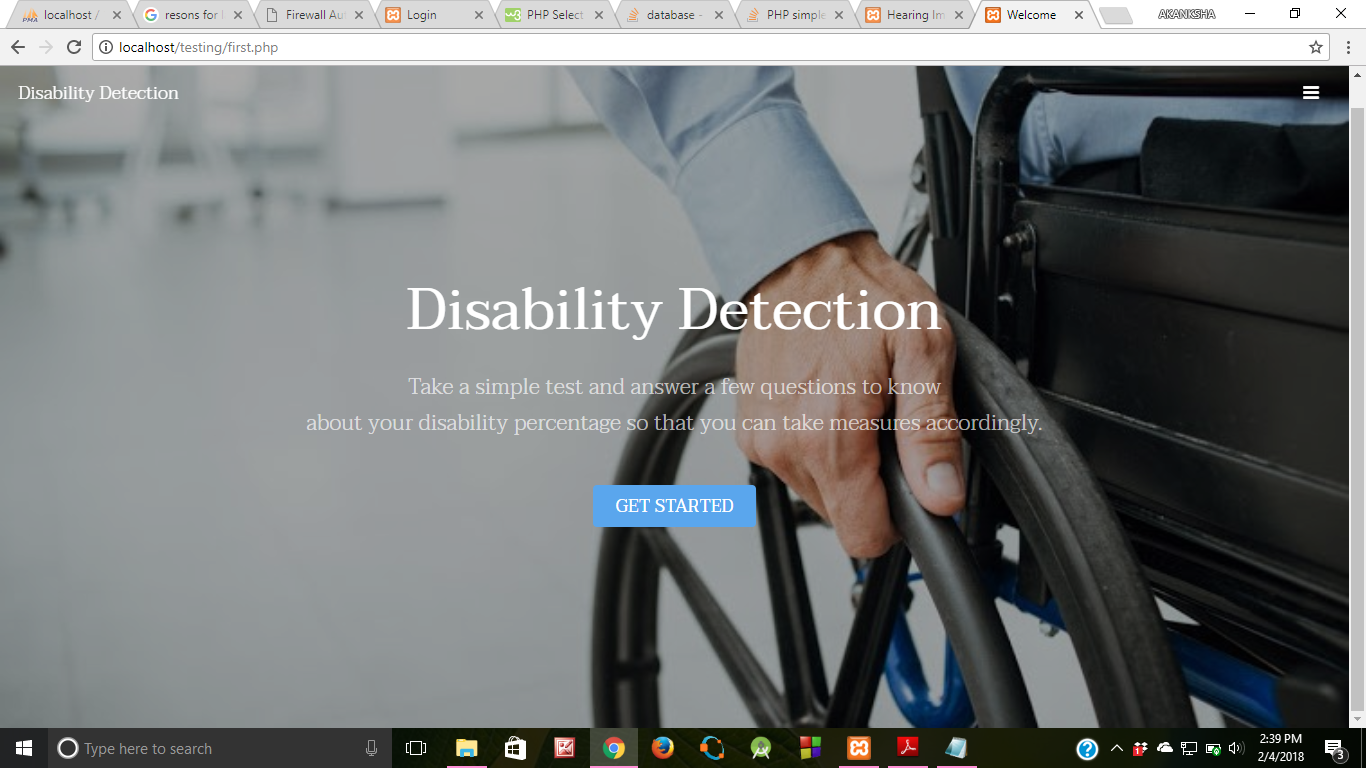 localhost /
resons for
Firewall Aut
Login
PHP Select
database -
PHP simple
Hearing Im
Welcome
AKANKSHA
localhost/testing/first.php
Disability Detection
Disability Detection
Take a simple test and answer a few questions to know
about your disability percentage so that you can take measures accordingly.
GET STARTED
Type here to search
2:39 PM
2/4/2018
3